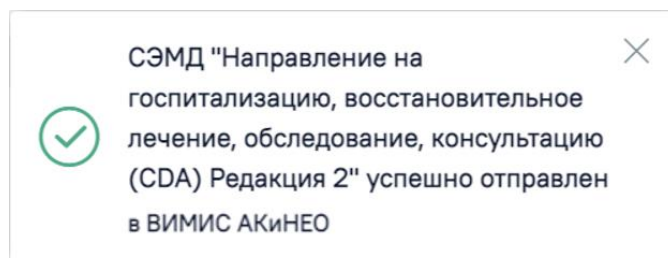 СЭМД "Направление на
госпитализацию, восстановительное
лечение, обследование, консультацию
(CDA) Редакция 2" успешно отправлен
в ВИМИС АКиНЕО